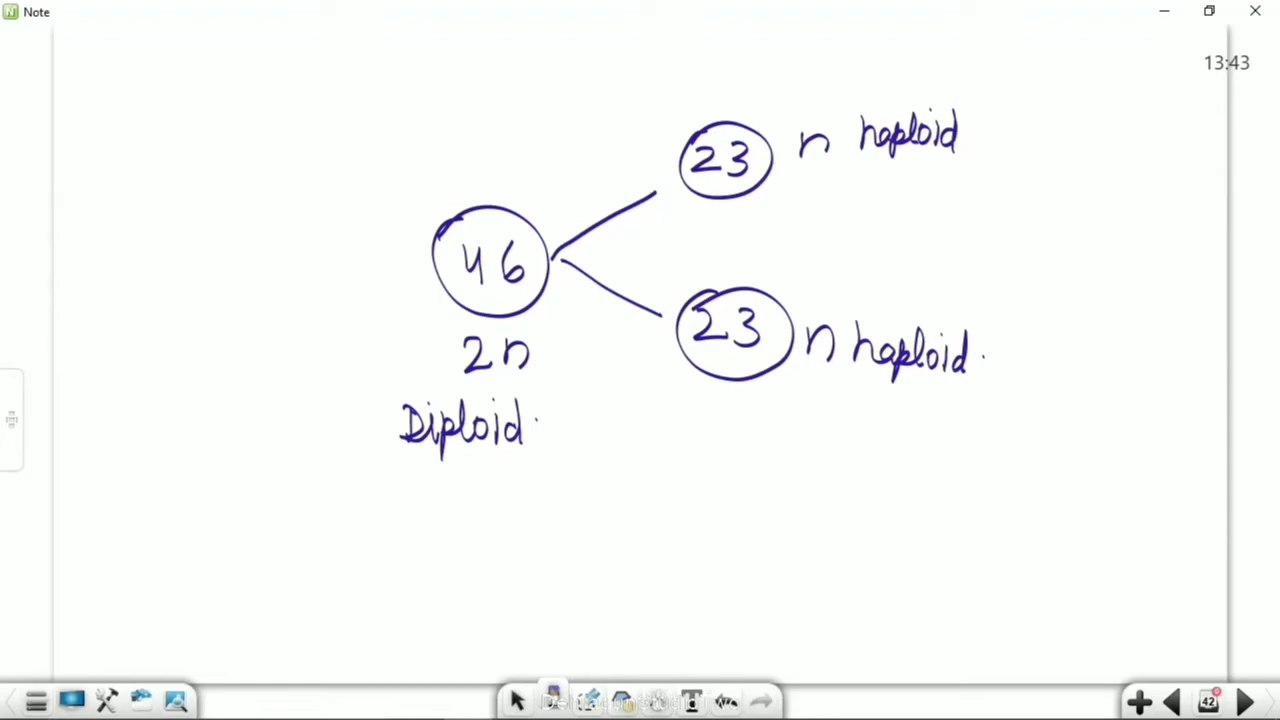 Note
13:43
23 n haploid
46
2n
Diploid.
23 n haploid.
42